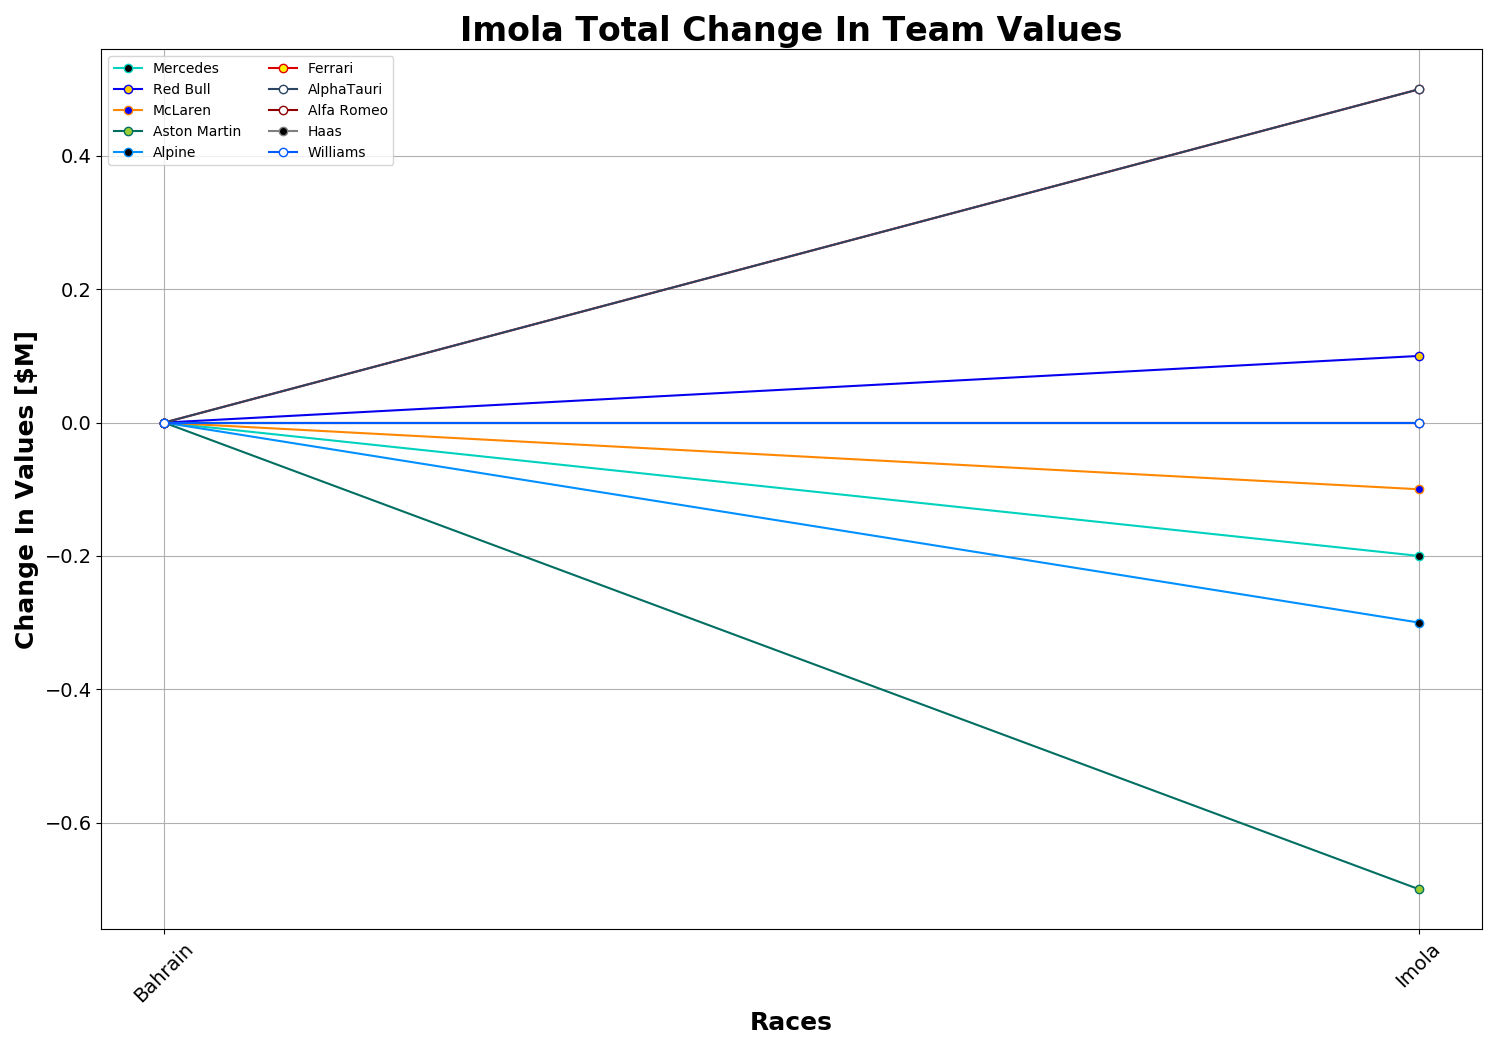 Imola Total Change In Team Values
Mercedes
Red Bull
McLaren
Aston Martin
Alpine
Ferrari
AlphaTauri
Alfa Romeo
Haas
Williams
Change In Values [$M]
0.4
0.2
0.0
−0.2
−0.4
−0.6
Bahrain
Imola
Races